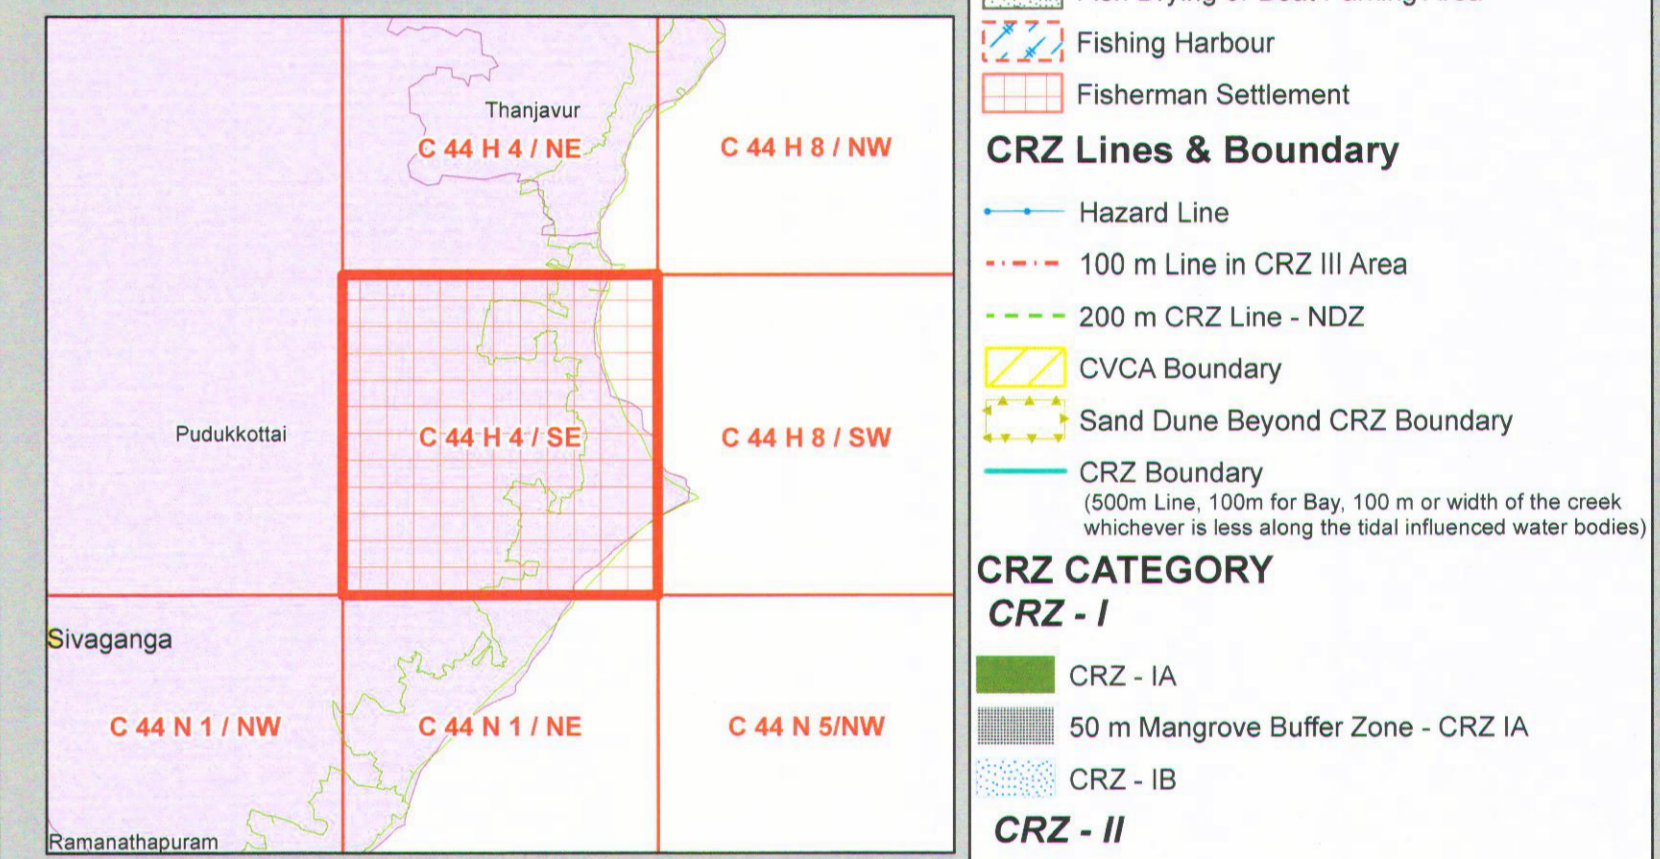 Thanjavur
C 44 H 4 / NE
C 44 H 8 / NW
Pudukkottai
C 44 H 4 / SE
C 44 H 8 / SW
Sivaganga
C 44 N 1 / NW
C 44 N 1 / NE
C 44 N 5/NW
Ramanathapuram
Fishing Harbour
Fisherman Settlement
CRZ Lines & Boundary
Hazard Line
100 m Line in CRZ III Area
200 m CRZ Line - NDZ
CVCA Boundary
Sand Dune Beyond CRZ Boundary
CRZ Boundary
(500m Line, 100m for Bay, 100 m or width of the creek
whichever is less along the tidal influenced water bodies)
CRZ CATEGORY
CRZ - I
CRZ - IA
50 m Mangrove Buffer Zone - CRZ IA
CRZ - IB
CRZ - II